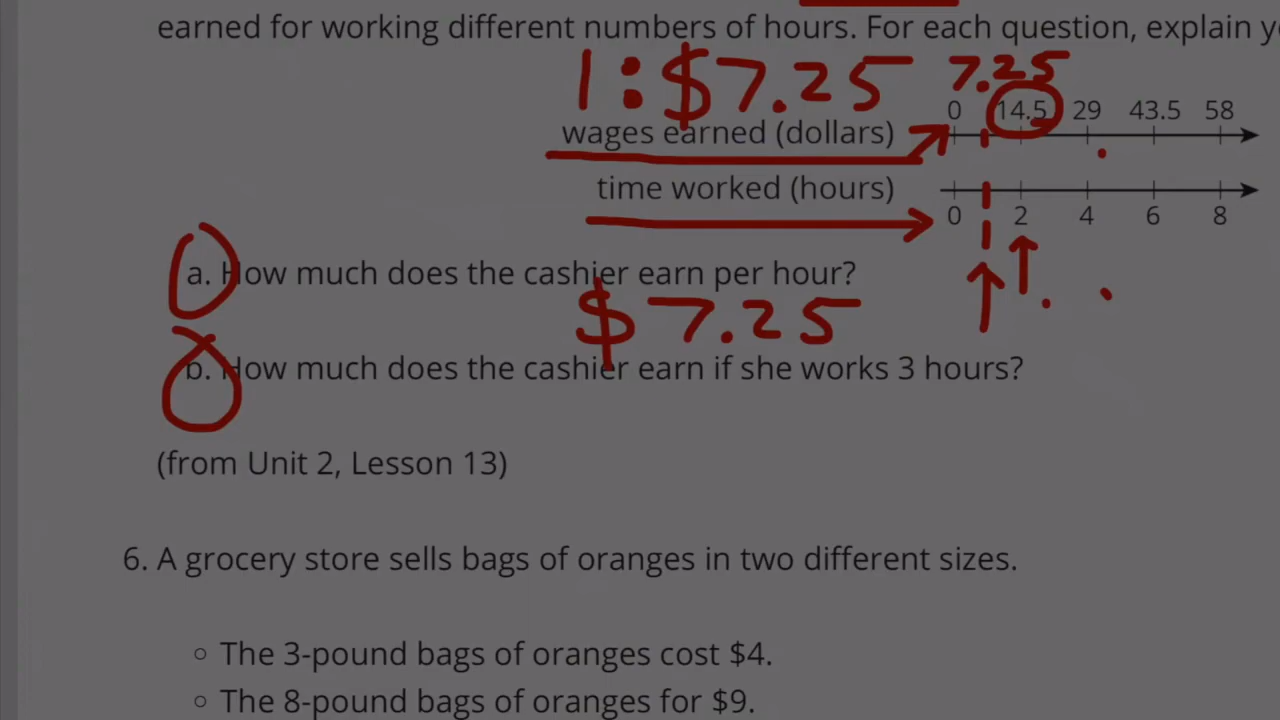 earned for working different numbers of hours. For each question, explain
1:$7.25 7.25
0 14.5 29 43.5 58
wages earned (dollars)
time worked (hours)
0 2 4 6 8
a. How much does the cashier earn per hour?
$7.25
b. How much does the cashier earn if she works 3 hours?
(from Unit 2, Lesson 13)
6. A grocery store sells bags of oranges in two different sizes.
○ The 3-pound bags of oranges cost $4.
○ The 8-pound bags of oranges for $9.